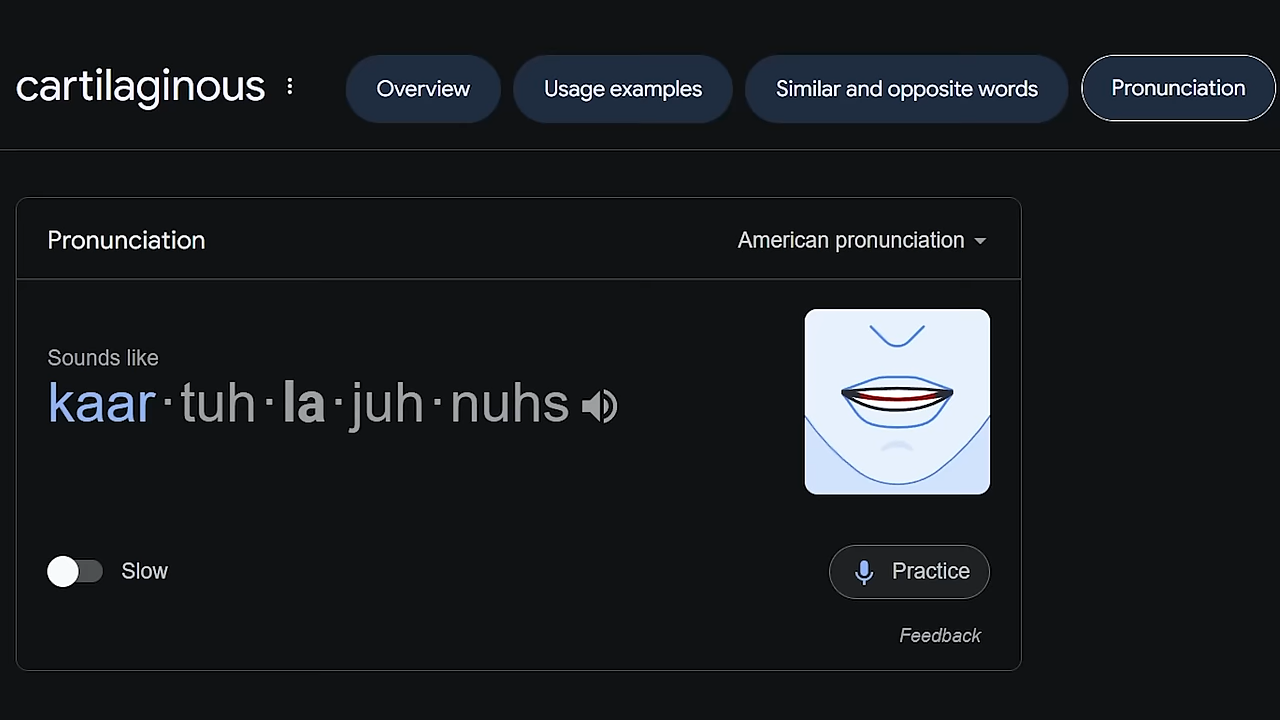 cartilaginous
Overview
Usage examples
Similar and opposite words
Pronunciation
Pronunciation
American pronunciation
Sounds like
kaar·tuh·la·juh·nuhs
Slow
Practice
Feedback